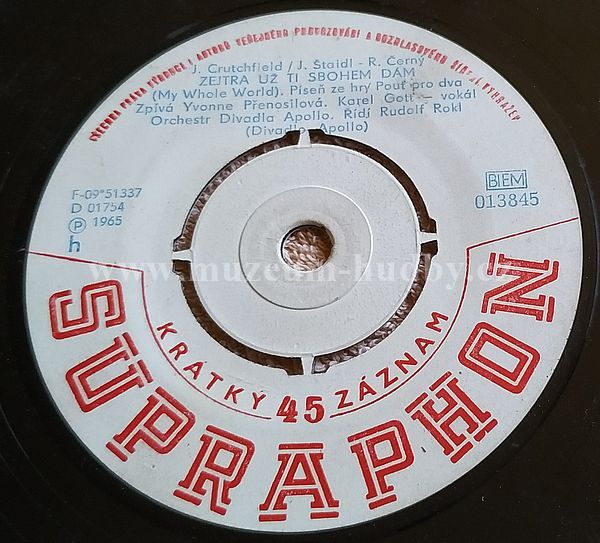 VŠECHNA PRÁVA VÝROBCE I AUTORŮ VEŘEJNÉHO PROVOZOVÁNÍ A ROZHLASOVÉHO ŠÍŘENÍ VYHRAZENA
J. Crutchfield / J. Štaidl - R. Černý
ZEJTRA UŽ TI SBOHEM DÁM
(My Whole World). Píseň ze hry Pouť pro dva
Zpívá Yvonne Přenosilová. Karel Gott - vokál
Orchestr Divadla Apollo. Řídí Rudolf Rokl
(Divadlo Apollo)
F-09*51337
D 01754
Ⓟ 1965
h
BIEM
013845
www.muzeum-hudby.cz
KRÁTKÝ 45 ZÁZNAM
SUPRAPHON